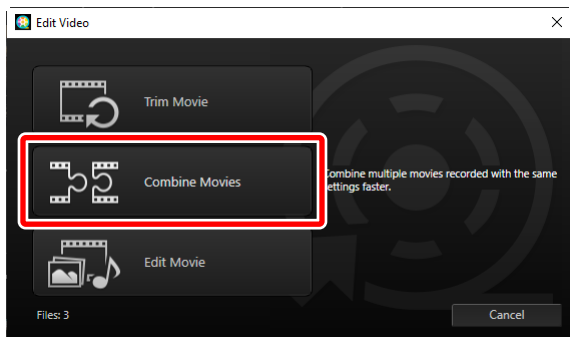 Edit Video
Trim Movie
Combine Movies
Combine multiple movies recorded with the same
settings faster.
Edit Movie
Files: 3
Cancel